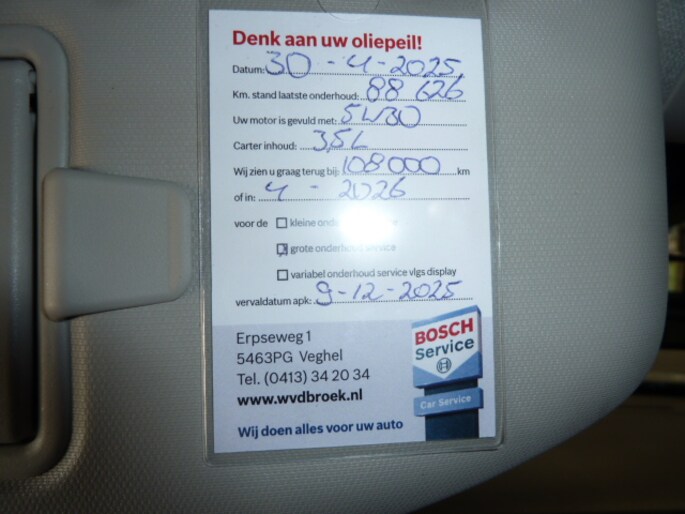 Denk aan uw oliepeil!
Datum: 30 - 4 - 2025
Km. stand laatste onderhoud: 88 626
Uw motor is gevuld met: 5W30
Carter inhoud: 3,5 L
Wij zien u graag terug bij: 108000 km
of in: 4 - 2026
voor de kleine
grote onderhoud service
variabel onderhoud service vlgs display
vervaldatum apk: 9-12-2025
Erpseweg 1
5463PG Veghel
Tel. (0413) 34 20 34
www.wvdbroek.nl
Wij doen alles voor uw auto
BOSCH
Service
Car Service